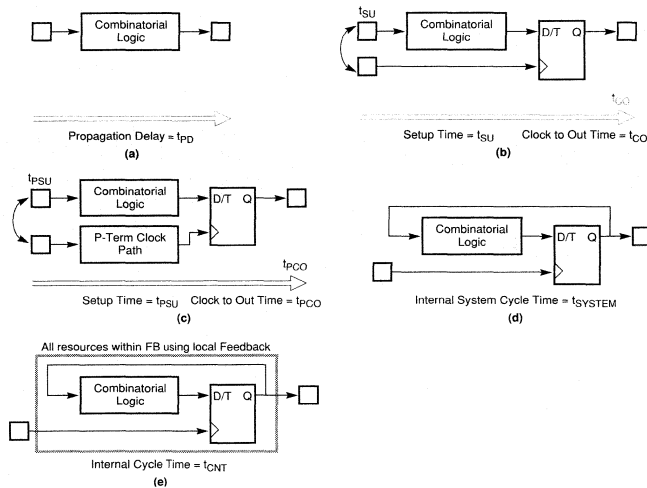 Combinatorial
Logic
Propagation Delay = tPD
(a)
tSU
Combinatorial
Logic
D/T Q
tCO
Setup Time = tSU Clock to Out Time = tCO
(b)
tPSU
Combinatorial
Logic
D/T Q
P-Term Clock
Path
tPCO
Setup Time = tPSU Clock to Out Time = tPCO
(c)
Combinatorial
Logic
D/T Q
Internal System Cycle Time = tSYSTEM
(d)
All resources within FB using local Feedback
Combinatorial
Logic
D/T Q
Internal Cycle Time = tCNT
(e)